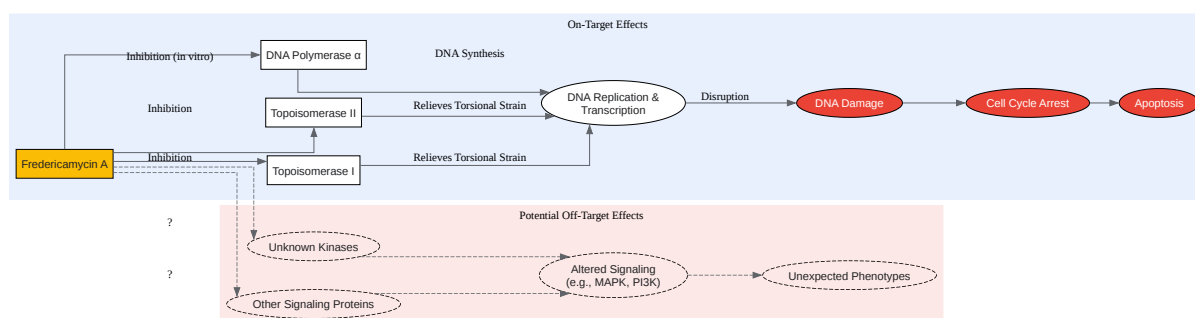 On-Target Effects
Inhibition (in vitro)
DNA Polymerase α
DNA Synthesis
Inhibition
Topoisomerase II
Relieves Torsional Strain
DNA Replication &
Transcription
Disruption
DNA Damage
Cell Cycle Arrest
Apoptosis
Fredericamycin A
Inhibition
Topoisomerase I
Relieves Torsional Strain
Potential Off-Target Effects
?
Unknown Kinases
?
Other Signaling Proteins
Altered Signaling
(e.g., MAPK, PI3K)
Unexpected Phenotypes